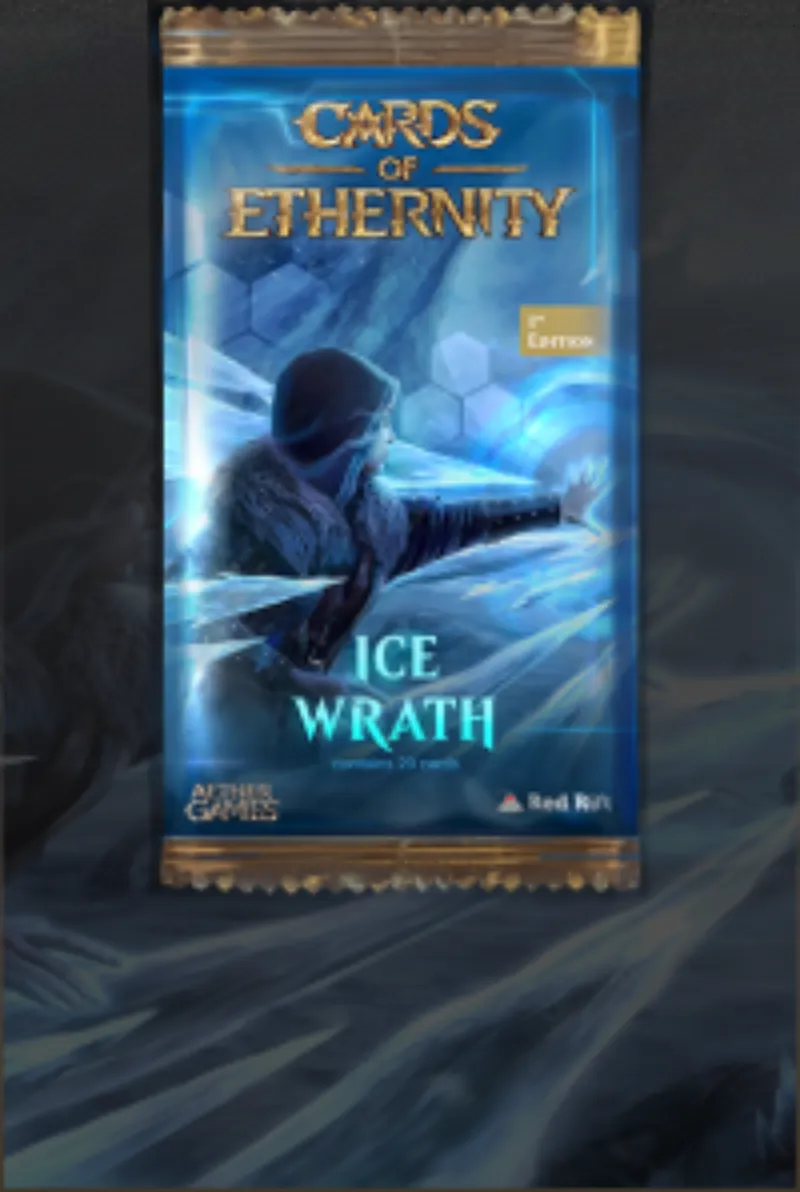 CARDS
OF
ETHERNITY
EDITION
ICE
WRATH
contains 20 cards
AETHER
GAMES
Red Rift